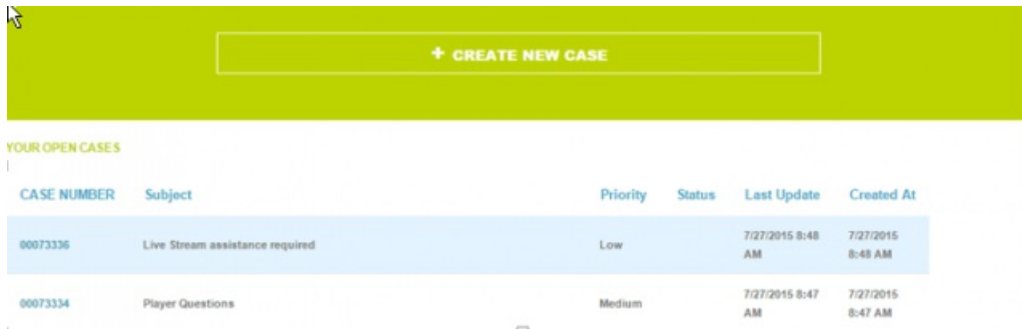 + CREATE NEW CASE
YOUR OPEN CASES
CASE NUMBER Subject Priority Status Last Update Created At
00073336 Live Stream assistance required Low 7/27/2015 8:48 AM 7/27/2015 8:48 AM
00073334 Player Questions Medium 7/27/2015 8:47 AM 7/27/2015 8:47 AM